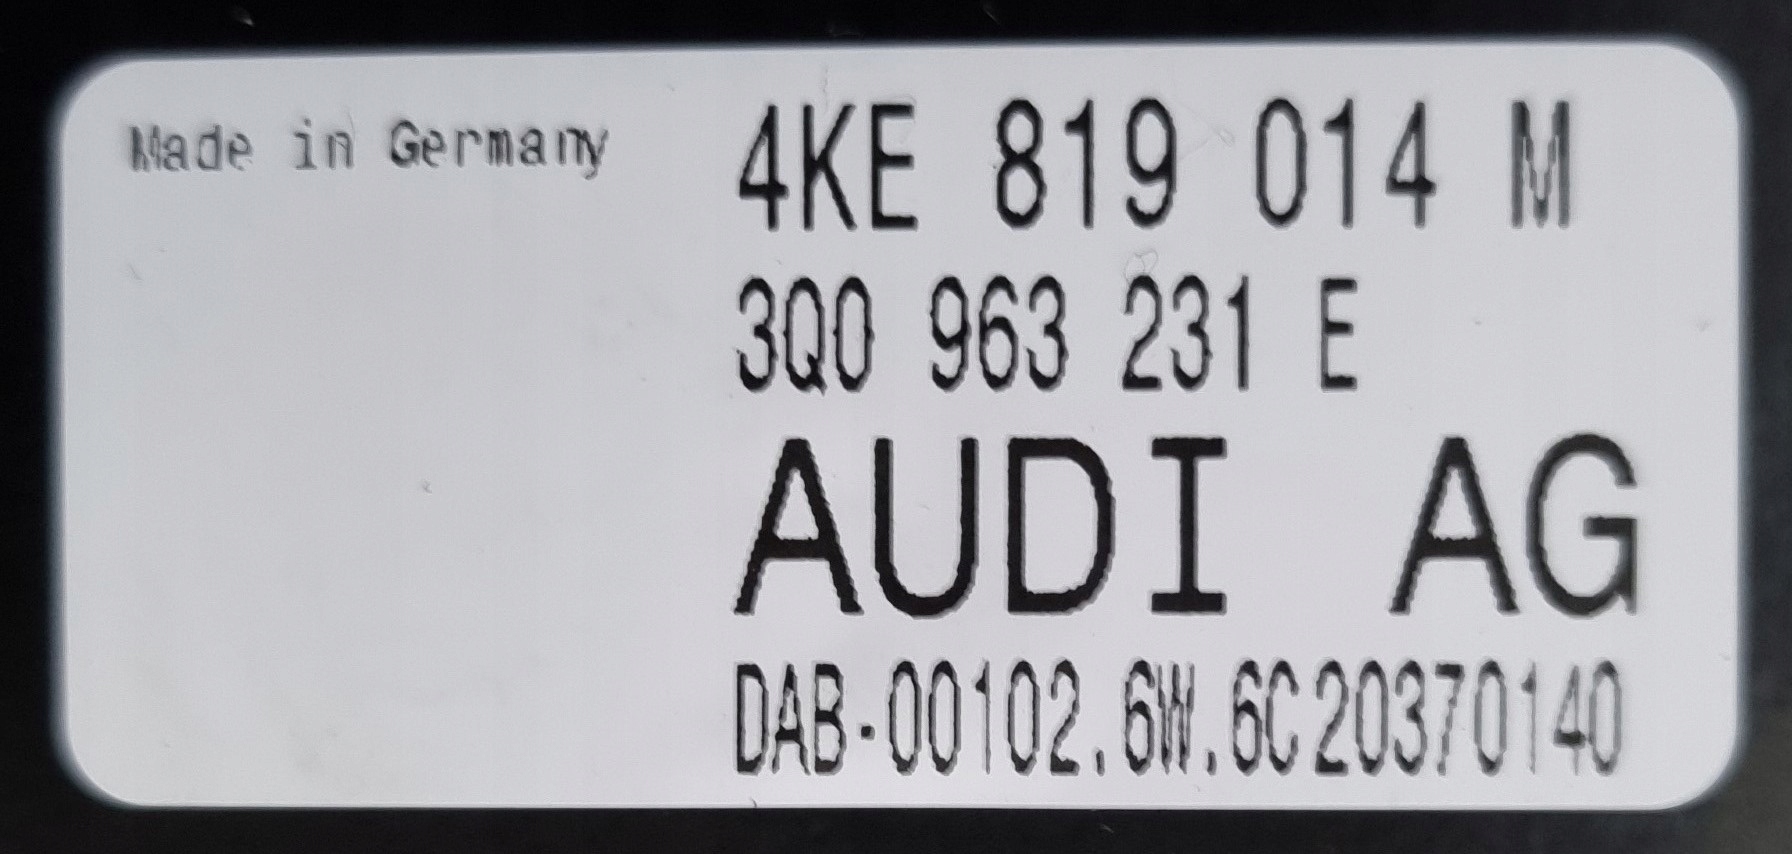 Made in Germany
4KE 819 014 M
3Q0 963 231 E
AUDI AG
DAB-00102.6W.6C20370140